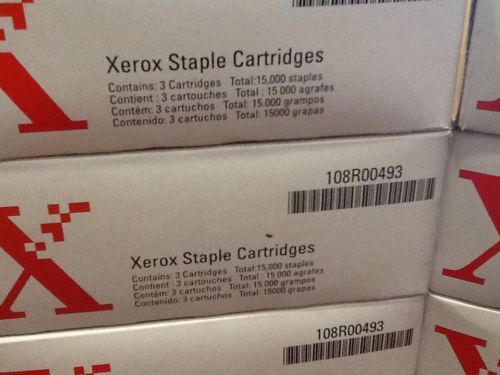 Xerox Staple Cartridges
Contains: 3 Cartridges Total:15,000 staples
Contient : 3 cartouches Total : 15 000 agrafes
Contém: 3 cartuchos Total: 15.000 grampos
Contenido: 3 cartuchos Total: 15000 grapas
108R00493
Xerox Staple Cartridges
Contains: 3 Cartridges Total:15,000 staples
Contient : 3 cartouches Total : 15 000 agrafes
Contém: 3 cartuchos Total: 15.000 grampos
Contenido: 3 cartuchos Total: 15000 grapas
108R00493